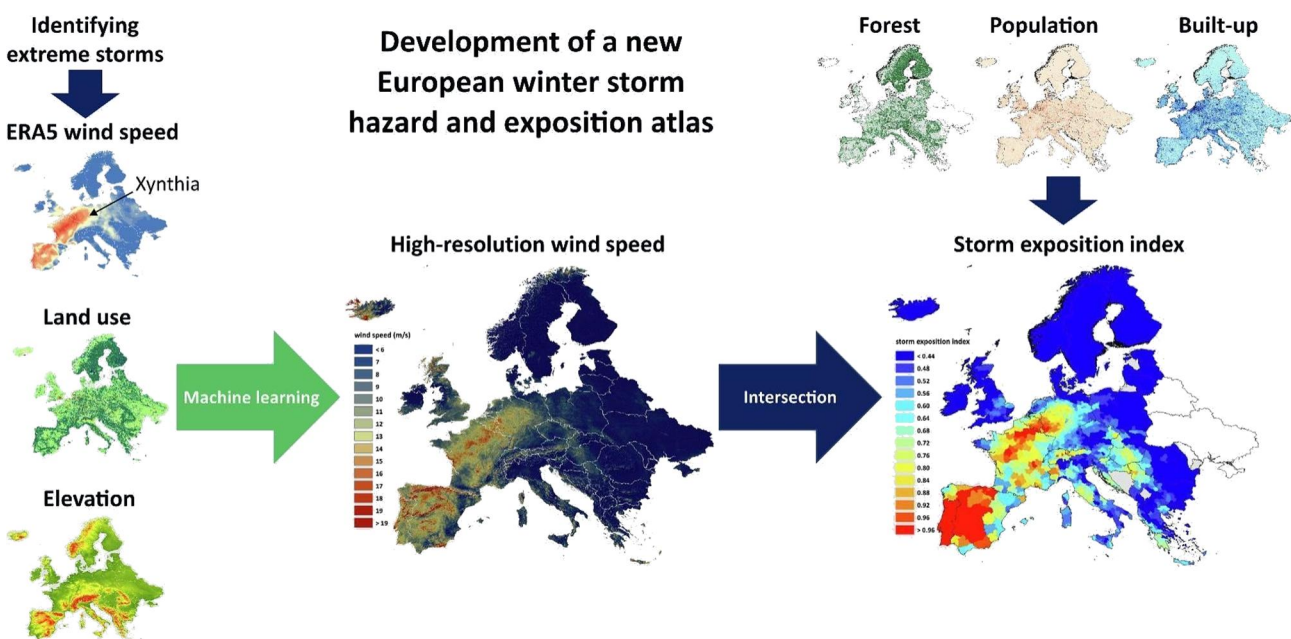 Identifying
extreme storms
ERA5 wind speed
Xynthia
Land use
Elevation
Machine learning
Development of a new
European winter storm
hazard and exposition atlas
High-resolution wind speed
wind speed (m/s)
< 6
7
8
9
10
11
12
13
14
15
16
17
18
19
> 19
Intersection
Forest
Population
Built-up
Storm exposition index
storm exposition index
< 0.44
0.48
0.52
0.56
0.60
0.64
0.68
0.72
0.76
0.80
0.84
0.88
0.92
0.96
> 0.96